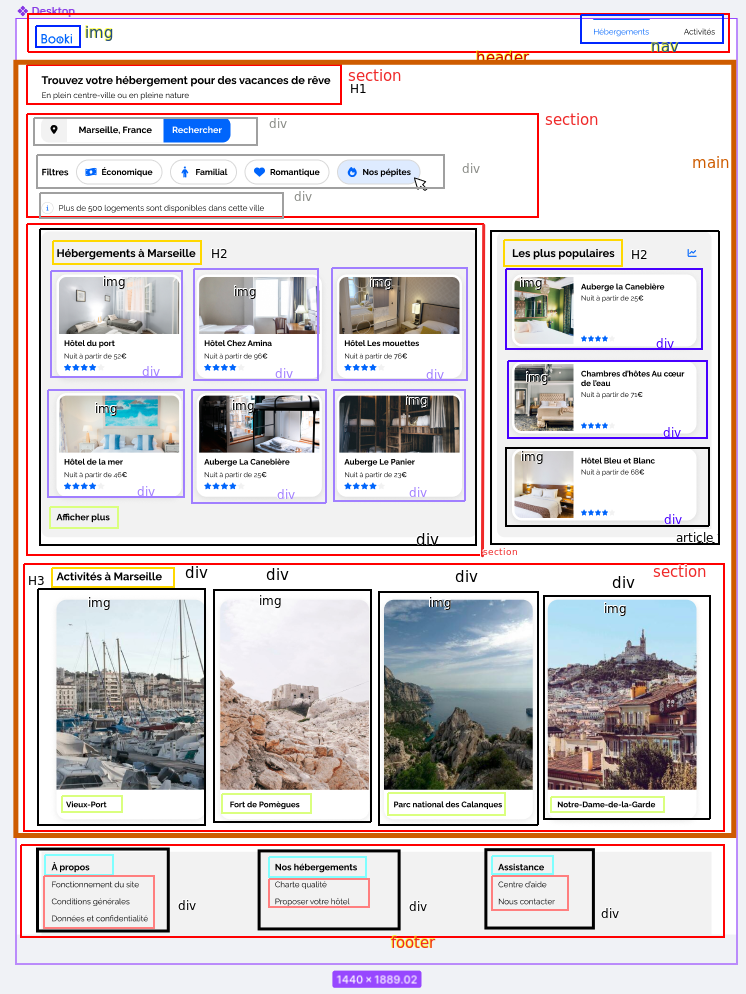 Desktop
Booki
img
Hébergements
Activités
nav
header
Trouvez votre hébergement pour des vacances de rêve
En plein centre-ville ou en pleine nature
section
H1
Marseille, France
Rechercher
div
section
main
Filtres
Économique
Familial
Romantique
Nos pépites
div
Plus de 500 logements sont disponibles dans cette ville
div
Hébergements à Marseille
H2
img
Hôtel du port
Nuit à partir de 52€
div
img
Hôtel Chez Amina
Nuit à partir de 96€
div
img
Hôtel Les mouettes
Nuit à partir de 76€
div
img
Hôtel de la mer
Nuit à partir de 46€
div
img
Auberge La Canebière
Nuit à partir de 25€
div
img
Auberge Le Panier
Nuit à partir de 23€
div
Afficher plus
div
section
Les plus populaires
H2
img
Auberge la Canebière
Nuit à partir de 25€
div
img
Chambres d'hôtes Au cœur
de l'eau
Nuit à partir de 71€
div
img
Hôtel Bleu et Blanc
Nuit à partir de 68€
div
article
H3
Activités à Marseille
div
div
div
div
section
img
Vieux-Port
img
Fort de Pomègues
img
Parc national des Calanques
img
Notre-Dame-de-la-Garde
À propos
Fonctionnement du site
Conditions générales
Données et confidentialité
div
Nos hébergements
Charte qualité
Proposer votre hôtel
div
Assistance
Centre d'aide
Nous contacter
div
footer
1440 × 1889.02